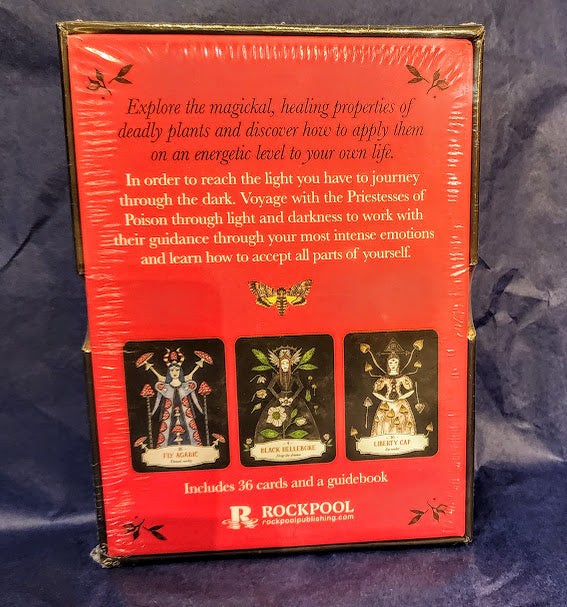 Explore the magickal, healing properties of
deadly plants and discover how to apply them
on an energetic level to your own life.
In order to reach the light you have to journey
through the dark. Voyage with the Priestesses of
Poison through light and darkness to work with
their guidance through your most intense emotions
and learn how to accept all parts of yourself.
FLY AGARIC
BLACK HELLEBORE
LIBERTY CAP
Includes 36 cards and a guidebook
R ROCKPOOL
rockpoolpublishing.com